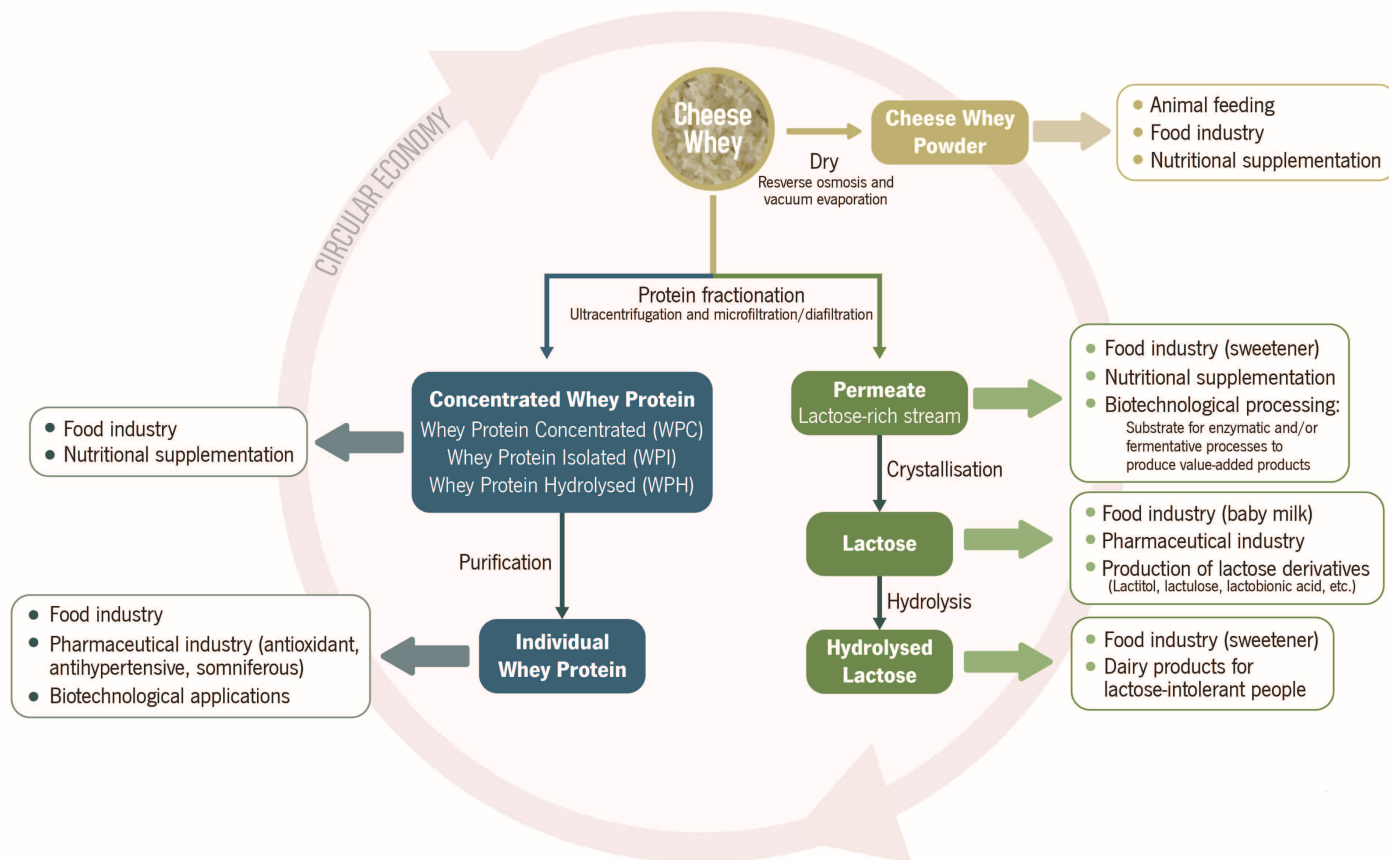 CIRCULAR ECONOMY
Cheese
Whey
Dry
Resverse osmosis and
vacuum evaporation
Cheese Whey
Powder
Animal feeding
Food industry
Nutritional supplementation
Protein fractionation
Ultracentrifugation and microfiltration/diafiltration
Concentrated Whey Protein
Whey Protein Concentrated (WPC)
Whey Protein Isolated (WPI)
Whey Protein Hydrolysed (WPH)
Food industry
Nutritional supplementation
Purification
Individual
Whey Protein
Food industry
Pharmaceutical industry (antioxidant,
antihypertensive, somniferous)
Biotechnological applications
Permeate
Lactose-rich stream
Food industry (sweetener)
Nutritional supplementation
Biotechnological processing:
Substrate for enzymatic and/or
fermentative processes to
produce value-added products
Crystallisation
Lactose
Food industry (baby milk)
Pharmaceutical industry
Production of lactose derivatives
(Lactitol, lactulose, lactobionic acid, etc.)
Hydrolysis
Hydrolysed
Lactose
Food industry (sweetener)
Dairy products for
lactose-intolerant people